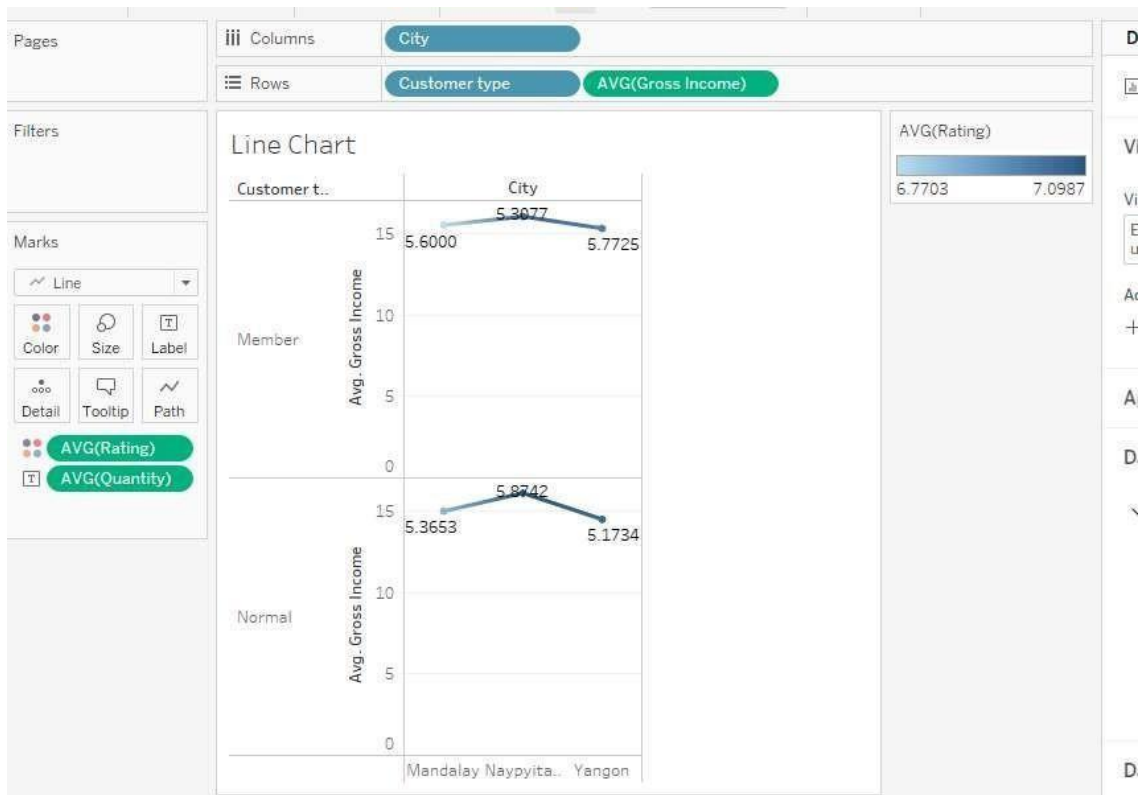 Pages
iii Columns
City
Rows
Customer type
AVG(Gross Income)
Filters
Marks
Line
Color
Size
T
Label
Detail
Tooltip
Path
AVG(Rating)
T
AVG(Quantity)
Line Chart
Customer t..
City
Member
Avg. Gross Income
15
10
5
0
5.6000
5.3077
5.7725
Normal
Avg. Gross Income
15
10
5
0
5.3653
5.8742
5.1734
Mandalay Naypyita.. Yangon
AVG(Rating)
6.7703 7.0987
D
Vi
Vi
E
u
A
D
D